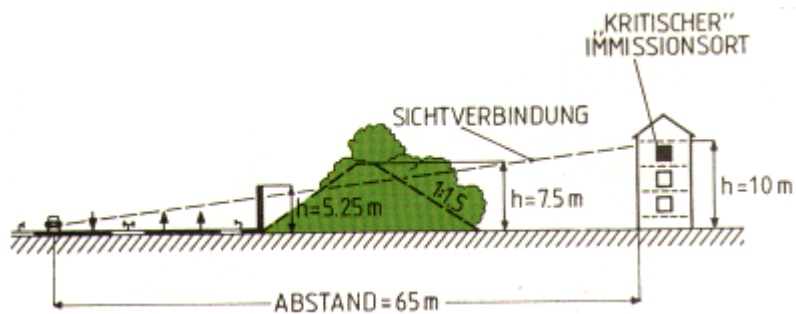 „KRITISCHER"
IMMISSIONSORT
SICHTVERBINDUNG
1:1.5
h=5.25m
h=7.5m
h=10m
ABSTAND=65m